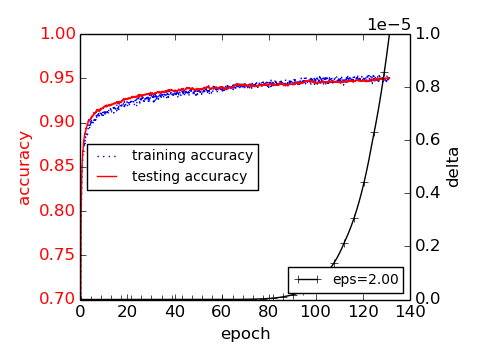 1e−5
1.00
0.95
0.90
0.85
0.80
0.75
0.70
accuracy
training accuracy
testing accuracy
eps=2.00
1.0
0.8
0.6
0.4
0.2
0.0
delta
0 20 40 60 80 100 120 140
epoch